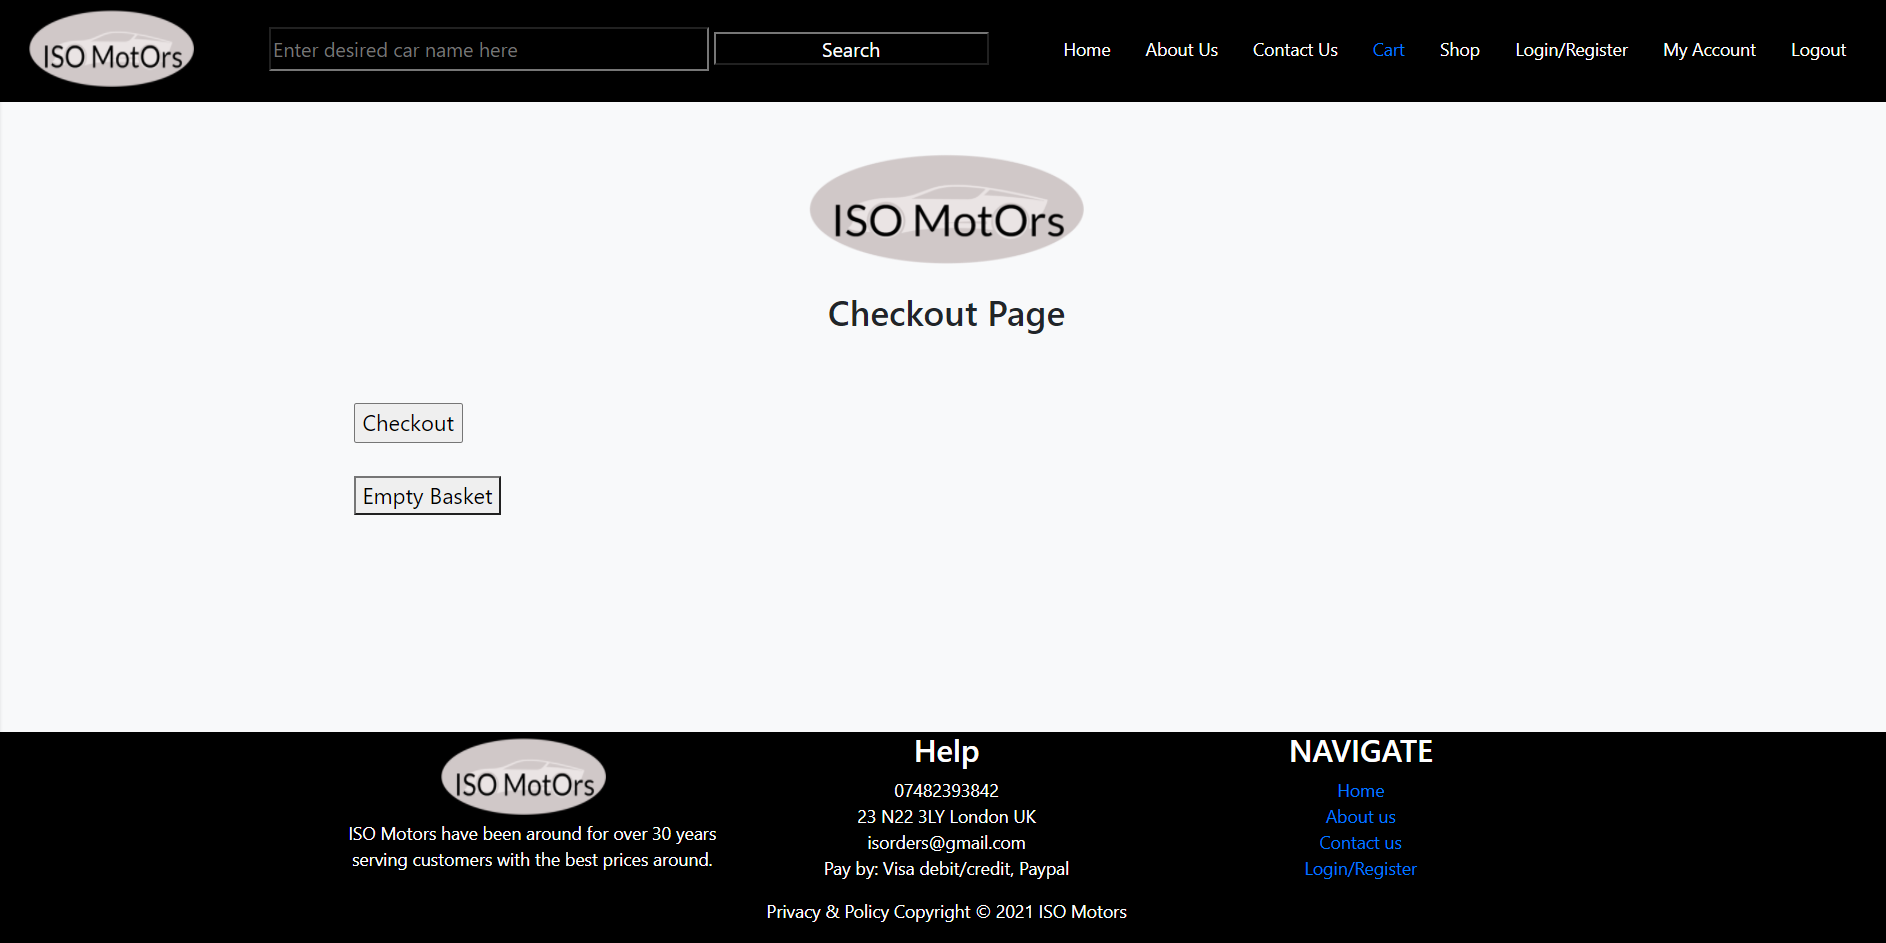 ISO MotOrs
Enter desired car name here
Search
Home About Us Contact Us Cart Shop Login/Register My Account Logout
ISO MotOrs
Checkout Page
Checkout
Empty Basket
ISO MotOrs
ISO Motors have been around for over 30 years
serving customers with the best prices around.
Help
07482393842
23 N22 3LY London UK
isorders@gmail.com
Pay by: Visa debit/credit, Paypal
NAVIGATE
Home
About us
Contact us
Login/Register
Privacy & Policy Copyright © 2021 ISO Motors